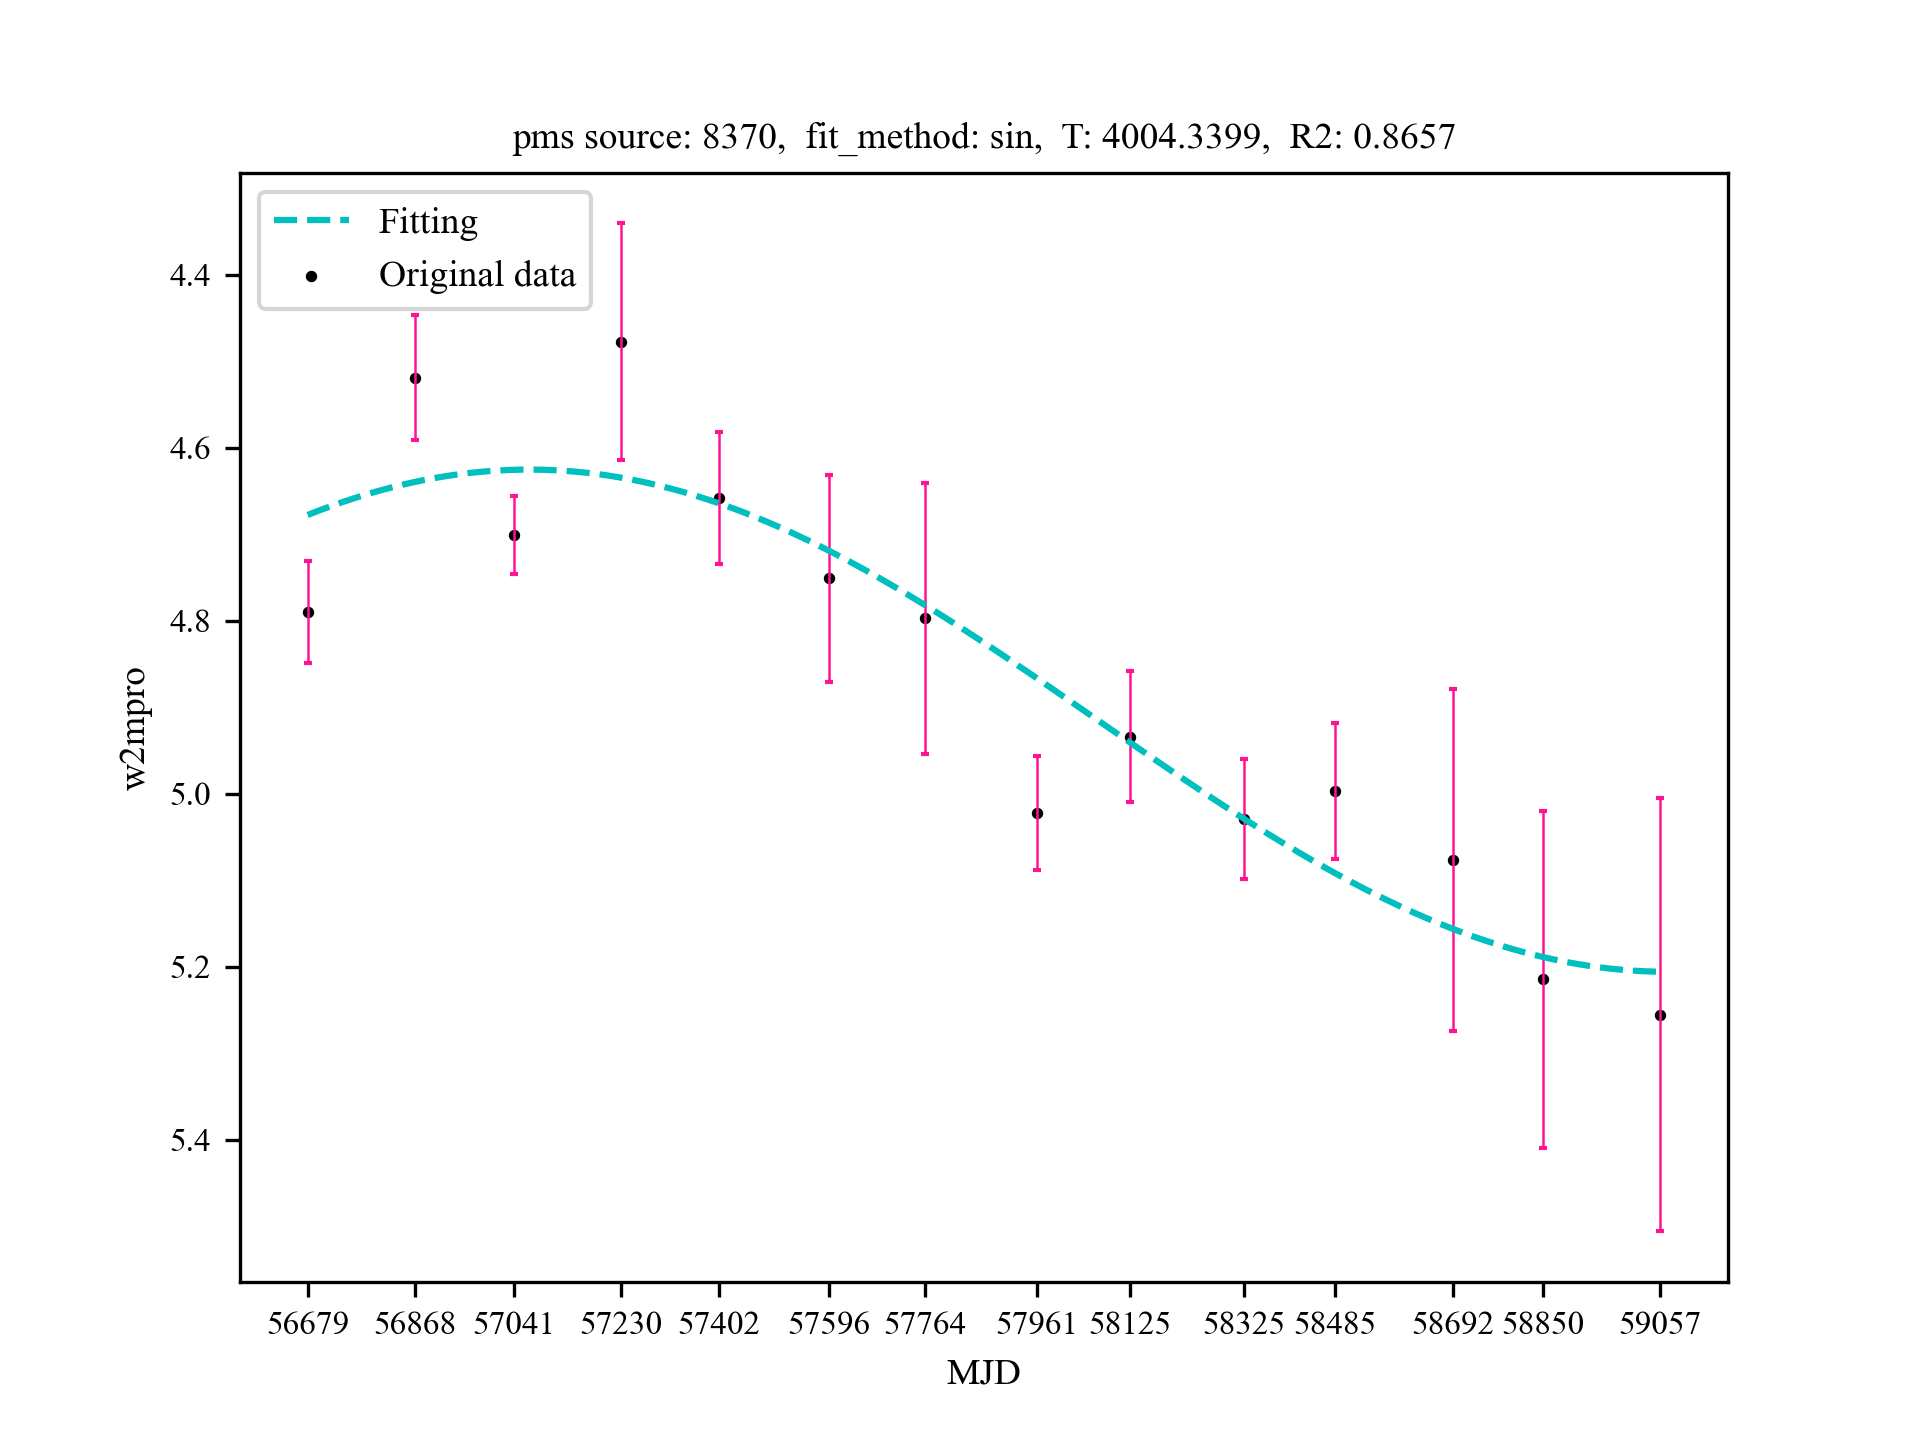 pms source: 8370, fit_method: sin, T: 4004.3399, R2: 0.8657
Fitting
Original data
4.4
4.6
4.8
5.0
5.2
5.4
w2mpro
56679 56868 57041 57230 57402 57596 57764 57961 58125 58325 58485 58692 58850 59057
MJD